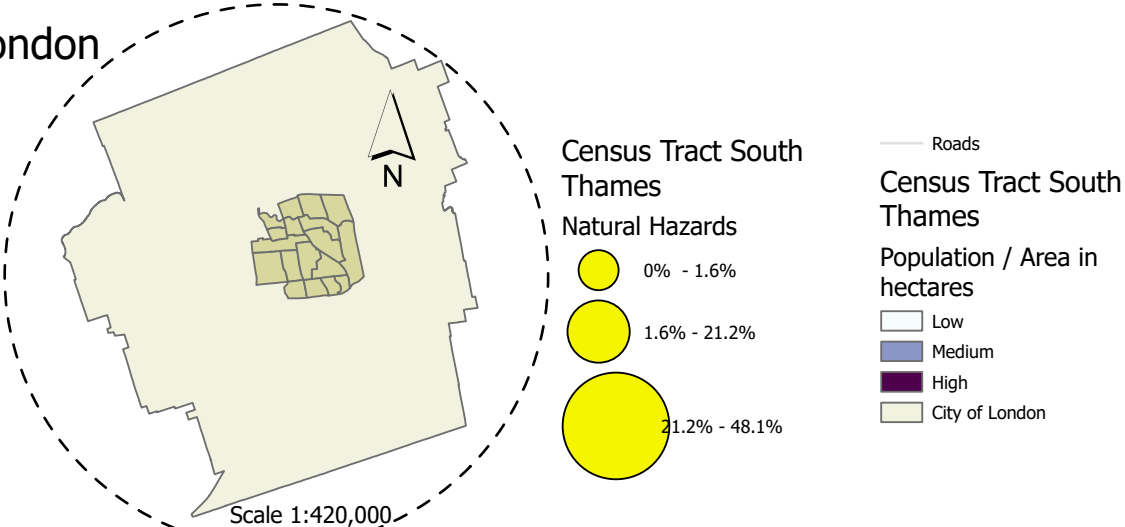 ondon
N
Scale 1:420,000
Census Tract South
Thames
Natural Hazards
0% - 1.6%
1.6% - 21.2%
21.2% - 48.1%
Roads
Census Tract South
Thames
Population / Area in
hectares
Low
Medium
High
City of London